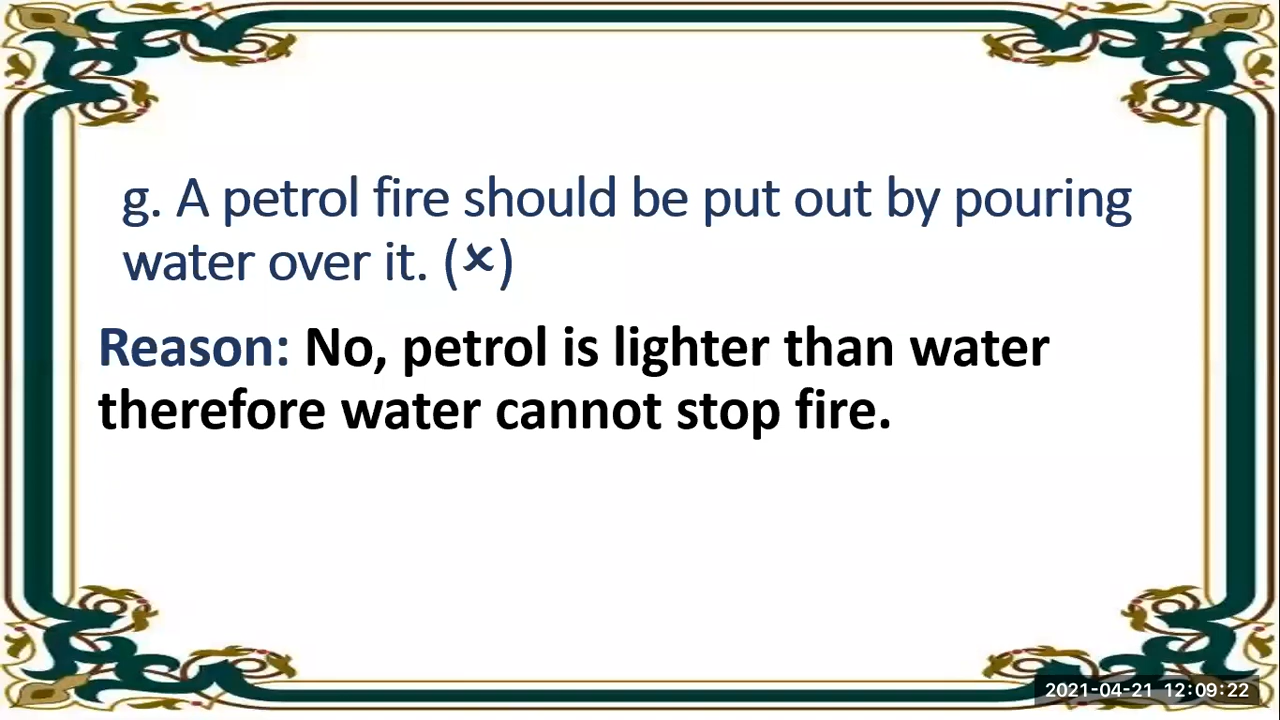 g. A petrol fire should be put out by pouring
water over it. (×)
Reason: No, petrol is lighter than water
therefore water cannot stop fire.
2021-04-21 12:09:22